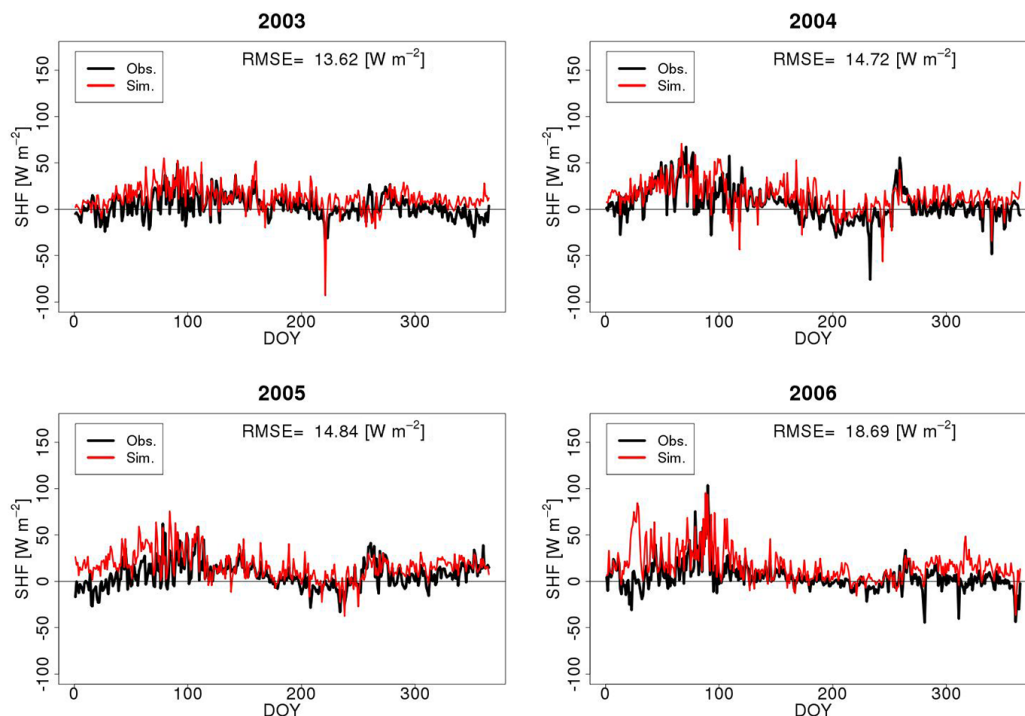 2003
RMSE= 13.62 [W m⁻²]
Obs.
Sim.
SHF [W m⁻²]
150
100
50
0
-50
-100
0 100 200 300
DOY
2004
RMSE= 14.72 [W m⁻²]
Obs.
Sim.
SHF [W m⁻²]
150
100
50
0
-50
-100
0 100 200 300
DOY
2005
RMSE= 14.84 [W m⁻²]
Obs.
Sim.
SHF [W m⁻²]
150
100
50
0
-50
-100
0 100 200 300
DOY
2006
RMSE= 18.69 [W m⁻²]
Obs.
Sim.
SHF [W m⁻²]
150
100
50
0
-50
-100
0 100 200 300
DOY